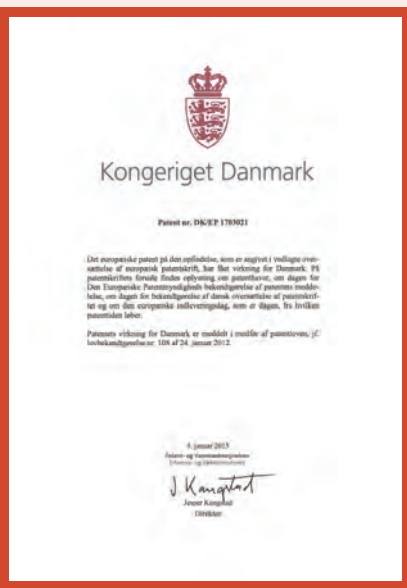 Kongeriget Danmark
Patent nr. DK/EP 1703021
Det europæiske patent på den opfindelse, som er angivet i vedlagte over-
sættelse af europæisk patentskrift, har fået virkning for Danmark. På
patentskriftets forside findes oplysning om patenthaver, om dagen for
Den Europæiske Patentmyndigheds bekendtgørelse af patentets medde-
lelse, om dagen for bekendtgørelse af dansk oversættelse af patentskrif-
tet og om den europæiske indleveringsdag, som er dagen, fra hvilken
patenttiden løber.
Patentets virkning for Danmark er meddelt i medfør af patentloven, jf.
lovbekendtgørelse nr. 108 af 24. januar 2012.
januar 2013
Patent- og Varemærkestyrelsen
J Kongstad
Jesper Kongstad
Direktør